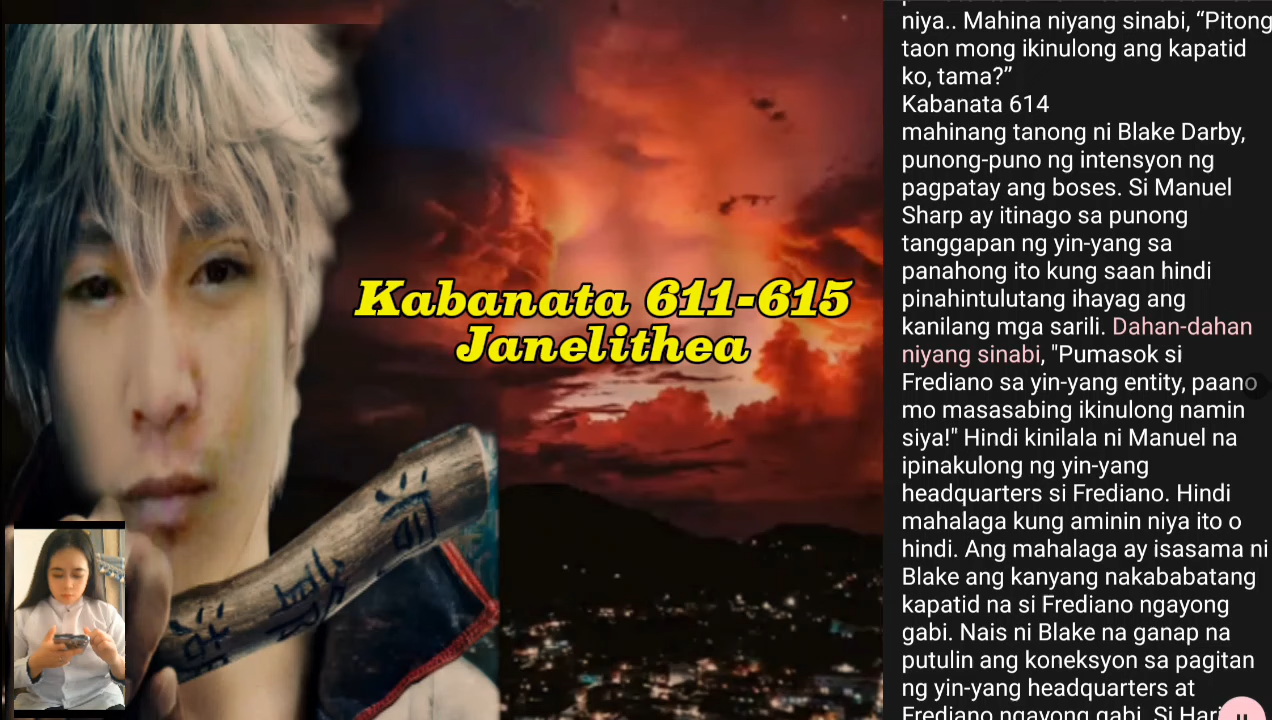 Kabanata 611-615
Janelithea
niya.. Mahina niyang sinabi, “Pitong
taon mong ikinulong ang kapatid
ko, tama?”
Kabanata 614
mahinang tanong ni Blake Darby,
punong-puno ng intensyon ng
pagpatay ang boses. Si Manuel
Sharp ay itinago sa punong
tanggapan ng yin-yang sa
panahong ito kung saan hindi
pinahintulutang ihayag ang
kanilang mga sarili. Dahan-dahan
niyang sinabi, "Pumasok si
Frediano sa yin-yang entity, paano
mo masasabing ikinulong namin
siya!" Hindi kinilala ni Manuel na
ipinakulong ng yin-yang
headquarters si Frediano. Hindi
mahalaga kung aminin niya ito o
hindi. Ang mahalaga ay isasama ni
Blake ang kanyang nakababatang
kapatid na si Frediano ngayong
gabi. Nais ni Blake na ganap na
putulin ang koneksyon sa pagitan
ng yin-yang headquarters at
Frediano ngayong gabi. Si Hari